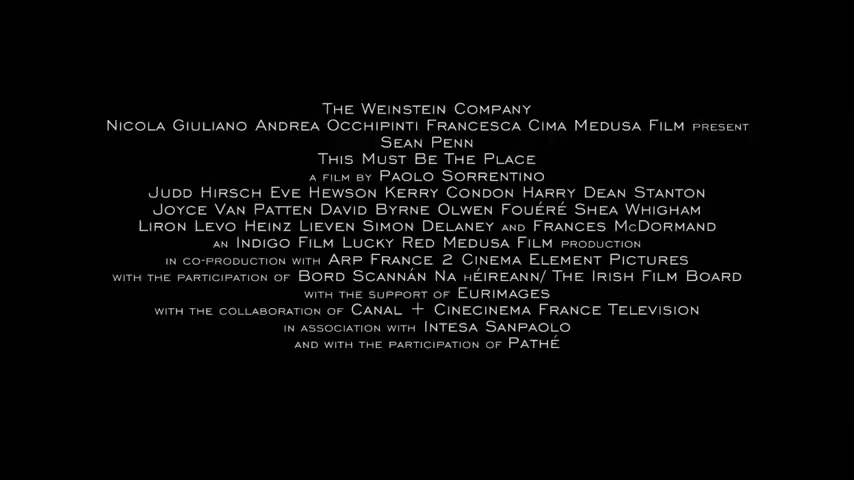 The Weinstein Company
Nicola Giuliano Andrea Occhipinti Francesca Cima Medusa Film present
Sean Penn
This Must Be The Place
a film by Paolo Sorrentino
Judd Hirsch Eve Hewson Kerry Condon Harry Dean Stanton
Joyce Van Patten David Byrne Olwen Fouéré Shea Whigham
Liron Levo Heinz Lieven Simon Delaney and Frances McDormand
an Indigo Film Lucky Red Medusa Film production
in co-production with Arp France 2 Cinema Element Pictures
with the participation of Bord Scannán Na hÉireann/ The Irish Film Board
with the support of Eurimages
with the collaboration of Canal + Cinecinema France Television
in association with Intesa Sanpaolo
and with the participation of Pathé